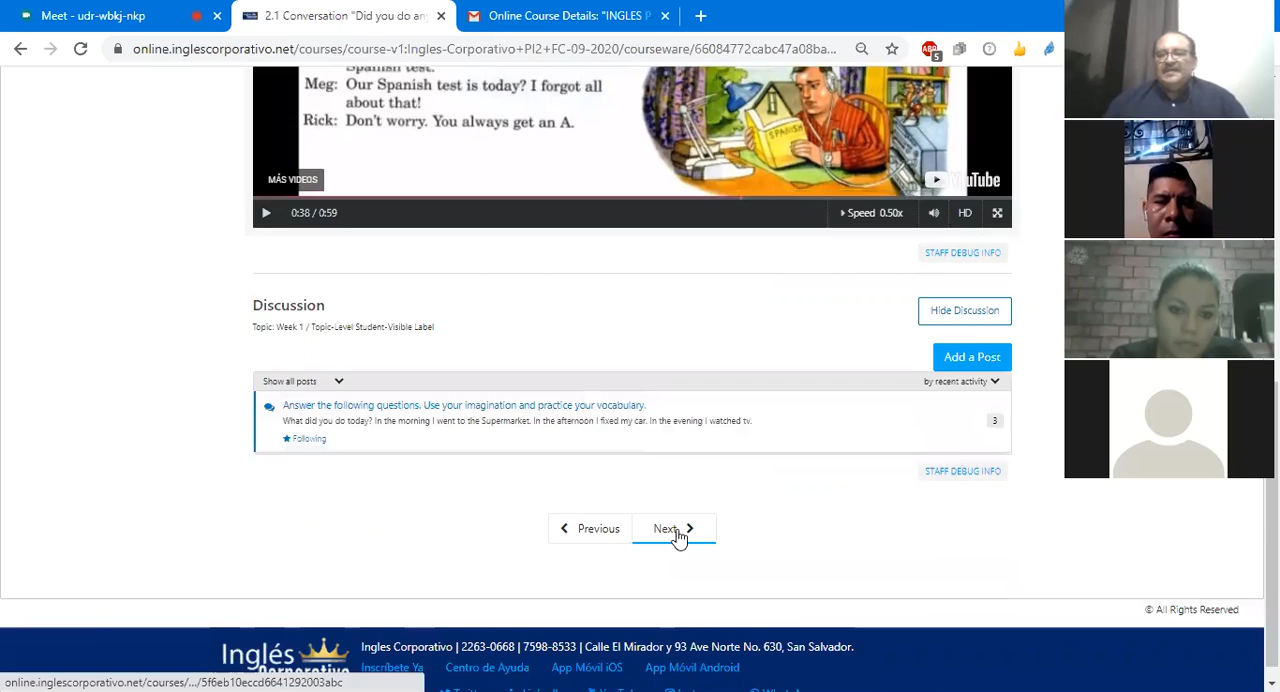 Meet - udr-wbkj-nkp
2.1 Conversation "Did you do any
Online Course Details: "INGLES P
online.inglescorporativo.net/courses/course-v1:Ingles-Corporativo+PI2+FC-09-2020/courseware/66084772cabc47a08ba...
ABP
5
Spanish test.
Meg: Our Spanish test is today? I forgot all
about that!
Rick: Don't worry. You always get an A.
SPANISH
MÁS VIDEOS
YouTube
0:38 / 0:59
Speed 0.50x
HD
STAFF DEBUG INFO
Discussion
Hide Discussion
Topic: Week 1 / Topic-Level Student-Visible Label
Add a Post
Show all posts
by recent activity
Answer the following questions. Use your imagination and practice your vocabulary.
What did you do today? In the morning I went to the Supermarket. In the afternoon I fixed my car. In the evening I watched tv.
3
Following
STAFF DEBUG INFO
Previous
Next
© All Rights Reserved
Inglés
Ingles Corporativo | 2263-0668 | 7598-8533 | Calle El Mirador y 93 Ave Norte No. 630, San Salvador.
Inscríbete Ya
Centro de Ayuda
App Móvil iOS
App Móvil Android
online.inglescorporativo.net/courses/.../5f6eb10eccd6641292003abc